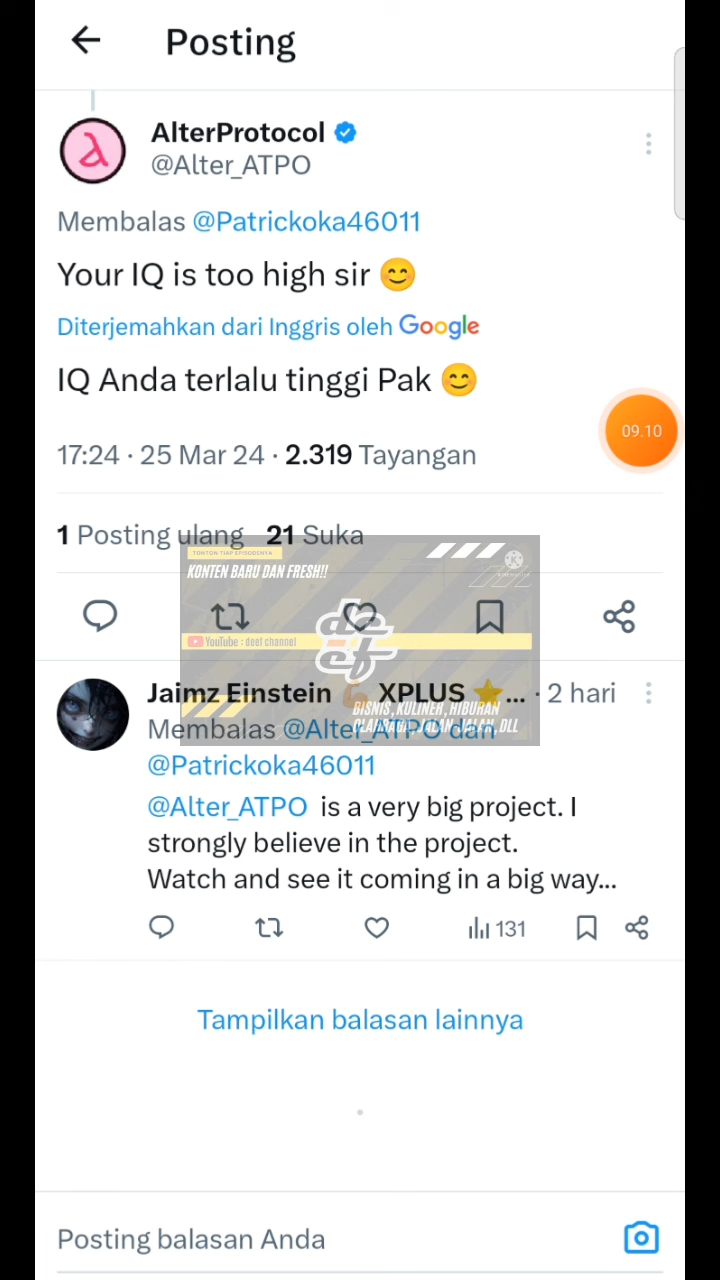 Posting
AlterProtocol
@Alter_ATPO
Membalas @Patrickoka46011
Your IQ is too high sir 😊
Diterjemahkan dari Inggris oleh Google
IQ Anda terlalu tinggi Pak 😊
09.10
17:24 · 25 Mar 24 · 2.319 Tayangan
1 Posting ulang 21 Suka
TONTON TIAP EPISODENYA
KONTEN BARU DAN FRESH!!
YouTube : deef channel
deef
BISNIS, KULINER, HIBURAN
OLAHRAGA, JALAN-JALAN, DLL
Jaimz Einstein 💪 XPLUS ⭐... · 2 hari
Membalas @Alter_ATPO dan
@Patrickoka46011
@Alter_ATPO is a very big project. I
strongly believe in the project.
Watch and see it coming in a big way...
131
Tampilkan balasan lainnya
Posting balasan Anda